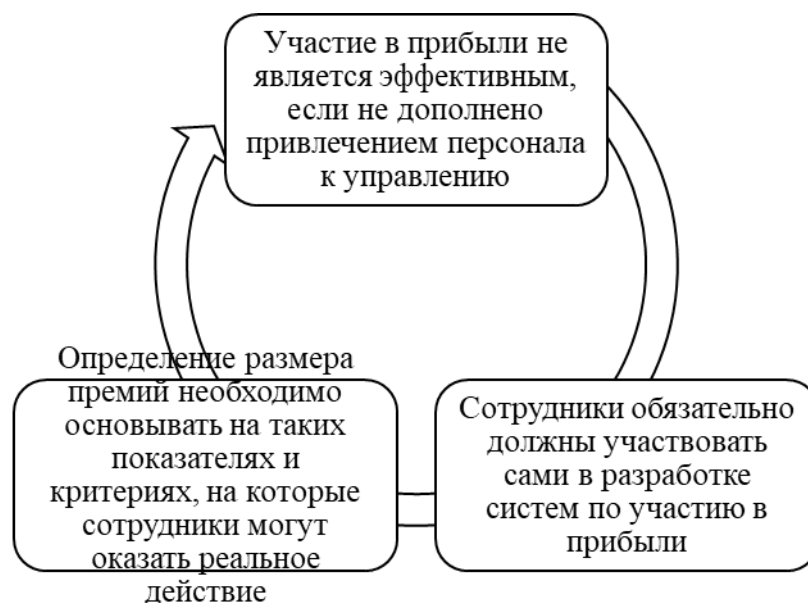 Участие в прибыли не
является эффективным,
если не дополнено
привлечением персонала
к управлению
Сотрудники обязательно
должны участвовать
сами в разработке
систем по участию в
прибыли
Определение размера
премий необходимо
основывать на таких
показателях и
критериях, на которые
сотрудники могут
оказать реальное
действие